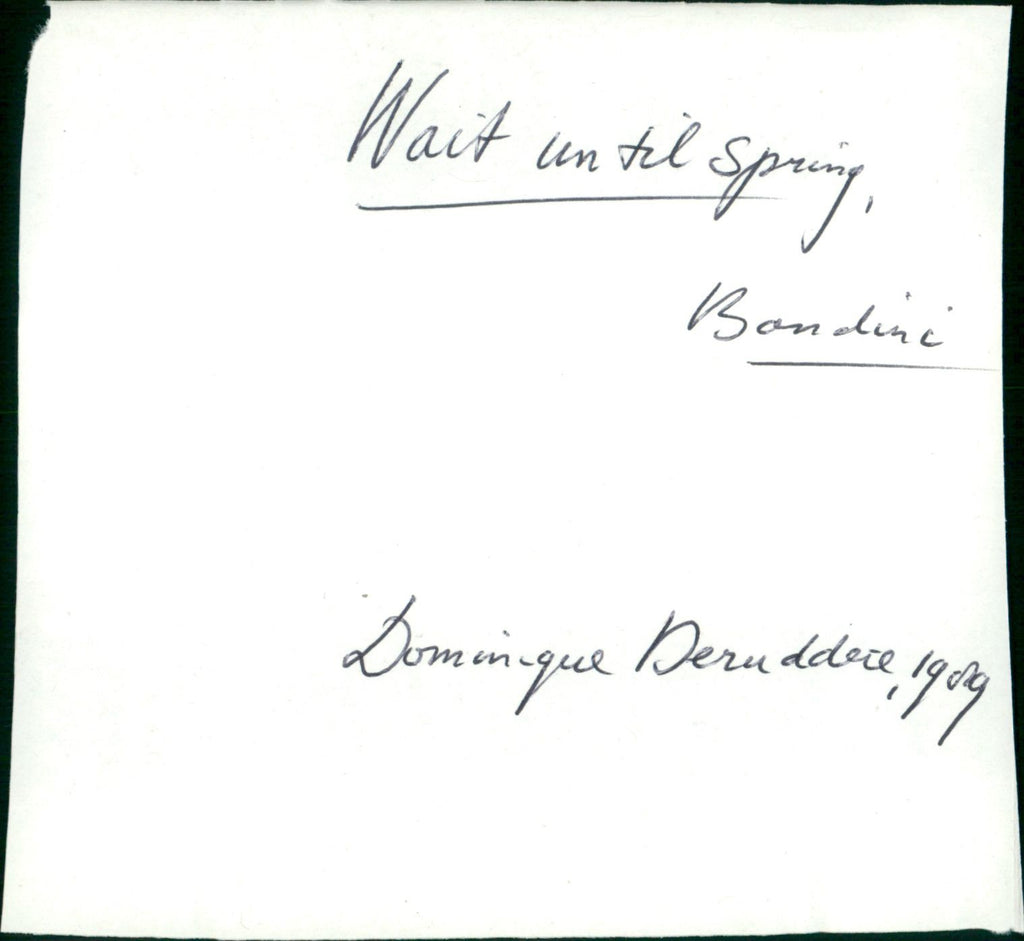 Wait until spring,
Bandini
Dominique Deruddere, 1989